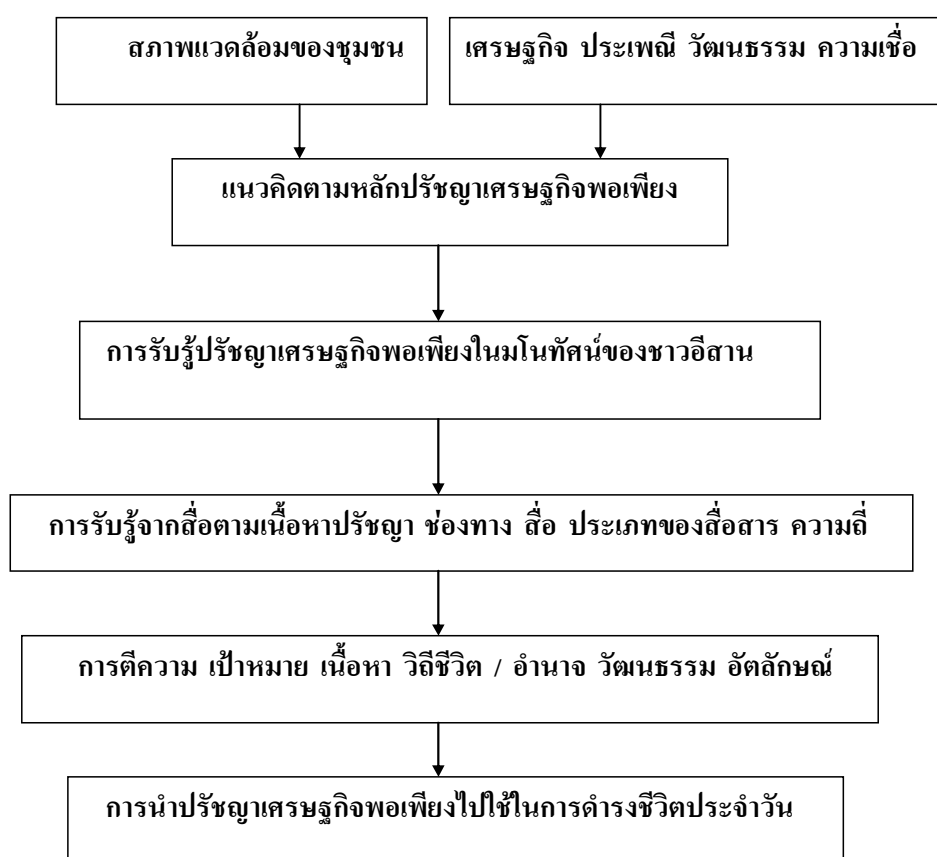 สภาพแวดล้อมของชุมชน
เศรษฐกิจ ประเพณี วัฒนธรรม ความเชื่อ
แนวคิดตามหลักปรัชญาเศรษฐกิจพอเพียง
การรับรู้ปรัชญาเศรษฐกิจพอเพียงในมโนทัศน์ของชาวอีสาน
การรับรู้จากสื่อตามเนื้อหาปรัชญา ช่องทาง สื่อ ประเภทของสื่อสาร ความถี่
การตีความ เป้าหมาย เนื้อหา วิถีชีวิต / อำนาจ วัฒนธรรม อัตลักษณ์
การนำปรัชญาเศรษฐกิจพอเพียงไปใช้ในการดำรงชีวิตประจำวัน